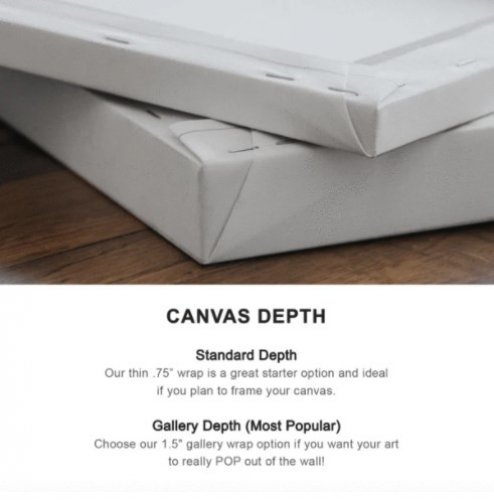 CANVAS DEPTH
Standard Depth
Our thin .75" wrap is a great starter option and ideal
if you plan to frame your canvas.
Gallery Depth (Most Popular)
Choose our 1.5" gallery wrap option if you want your art
to really POP out of the wall!